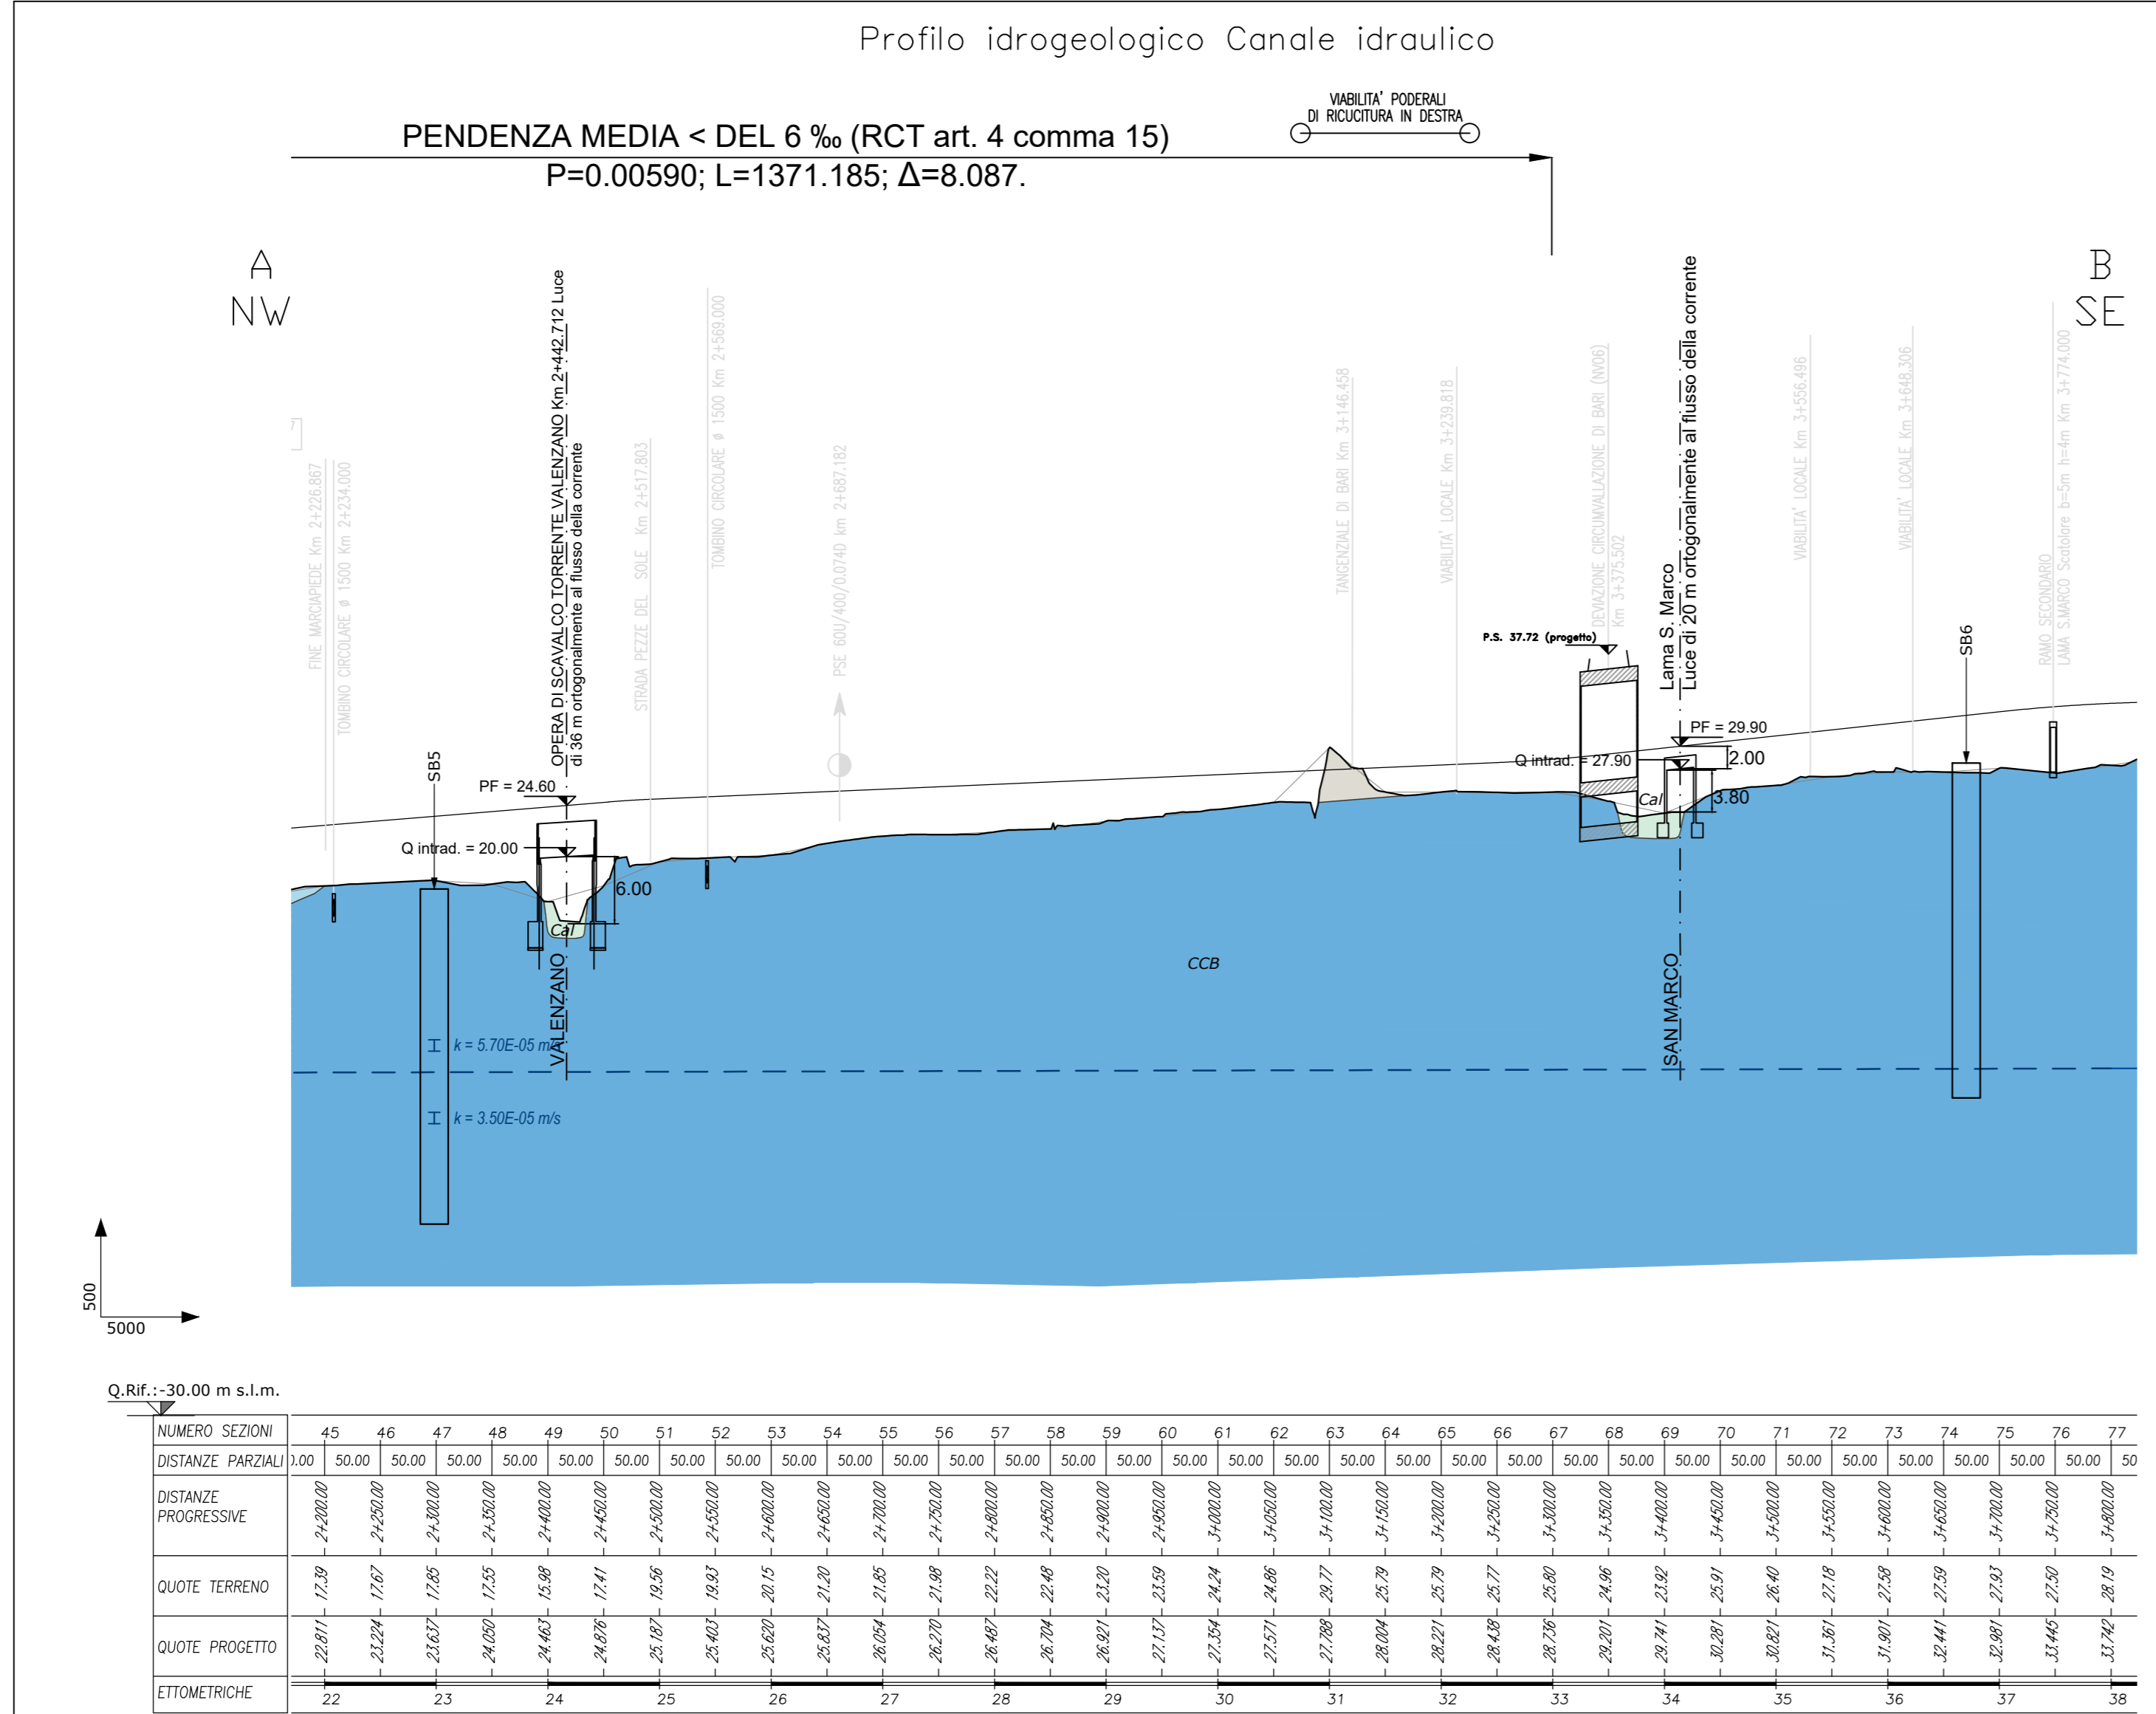 Profilo idrogeologico Canale idraulico
VIABILITA' PODERALI
DI RICUCITURA IN DESTRA
PENDENZA MEDIA < DEL 6 ‰ (RCT art. 4 comma 15)
P=0.00590; L=1371.185; Δ=8.087.
A
NW
B
SE
FINE MARCIAPIEDE Km 2+226.867
TOMBINO CIRCOLARE ø 1500 Km 2+234.000
SB5
OPERA DI SCAVALCO TORRENTE VALENZANO Km 2+442.712 Luce
di 36 m ortogonalmente al flusso della corrente
STRADA PEZZE DEL SOLE Km 2+517.803
TOMBINO CIRCOLARE ø 1500 Km 2+569.000
PSE 60U/400/0.074D km 2+687.182
TANGENZIALE DI BARI Km 3+146.458
VIABILITA' LOCALE Km 3+239.818
DEVIAZIONE CIRCUMVALLAZIONE DI BARI (NV06)
Km 3+375.502
Lama S. Marco
Luce di 20 m ortogonalmente al flusso della corrente
VIABILITA' LOCALE Km 3+556.496
VIABILITA' LOCALE Km 3+648.306
SB6
RAMO SECONDARIO
LAMA S.MARCO Scatolare b=5m h=4m Km 3+774.000
P.S. 37.72 (progetto)
PF = 29.90
Q intrad. = 27.90
2.00
3.80
Cal
PF = 24.60
Q intrad. = 20.00
6.00
Cal
VALENZANO
SAN MARCO
CCB
k = 5.70E-05 m/s
k = 3.50E-05 m/s
500
5000
Q.Rif.:-30.00 m s.l.m.
NUMERO SEZIONI 45 46 47 48 49 50 51 52 53 54 55 56 57 58 59 60 61 62 63 64 65 66 67 68 69 70 71 72 73 74 75 76 77
DISTANZE PARZIALI 0.00 50.00 50.00 50.00 50.00 50.00 50.00 50.00 50.00 50.00 50.00 50.00 50.00 50.00 50.00 50.00 50.00 50.00 50.00 50.00 50.00 50.00 50.00 50.00 50.00 50.00 50.00 50.00 50.00 50.00 50.00 50.00 50.00 50
DISTANZE
PROGRESSIVE
2+200.00 2+250.00 2+300.00 2+350.00 2+400.00 2+450.00 2+500.00 2+550.00 2+600.00 2+650.00 2+700.00 2+750.00 2+800.00 2+850.00 2+900.00 2+950.00 3+000.00 3+050.00 3+100.00 3+150.00 3+200.00 3+250.00 3+300.00 3+350.00 3+400.00 3+450.00 3+500.00 3+550.00 3+600.00 3+650.00 3+700.00 3+750.00 3+800.00
QUOTE TERRENO 17.39 17.67 17.85 17.55 15.98 17.41 19.56 19.93 20.15 21.20 21.85 21.98 22.22 22.48 23.20 23.59 24.24 24.86 29.77 25.79 25.79 25.77 25.80 24.96 23.92 25.91 26.40 27.18 27.58 27.59 27.93 27.50 28.19
QUOTE PROGETTO 22.811 23.224 23.637 24.050 24.463 24.876 25.187 25.403 25.620 25.837 26.054 26.270 26.487 26.704 26.921 27.137 27.354 27.571 27.788 28.004 28.221 28.438 28.736 29.201 29.741 30.281 30.821 31.361 31.901 32.441 32.981 33.445 33.742
ETTOMETRICHE 22 23 24 25 26 27 28 29 30 31 32 33 34 35 36 37 38